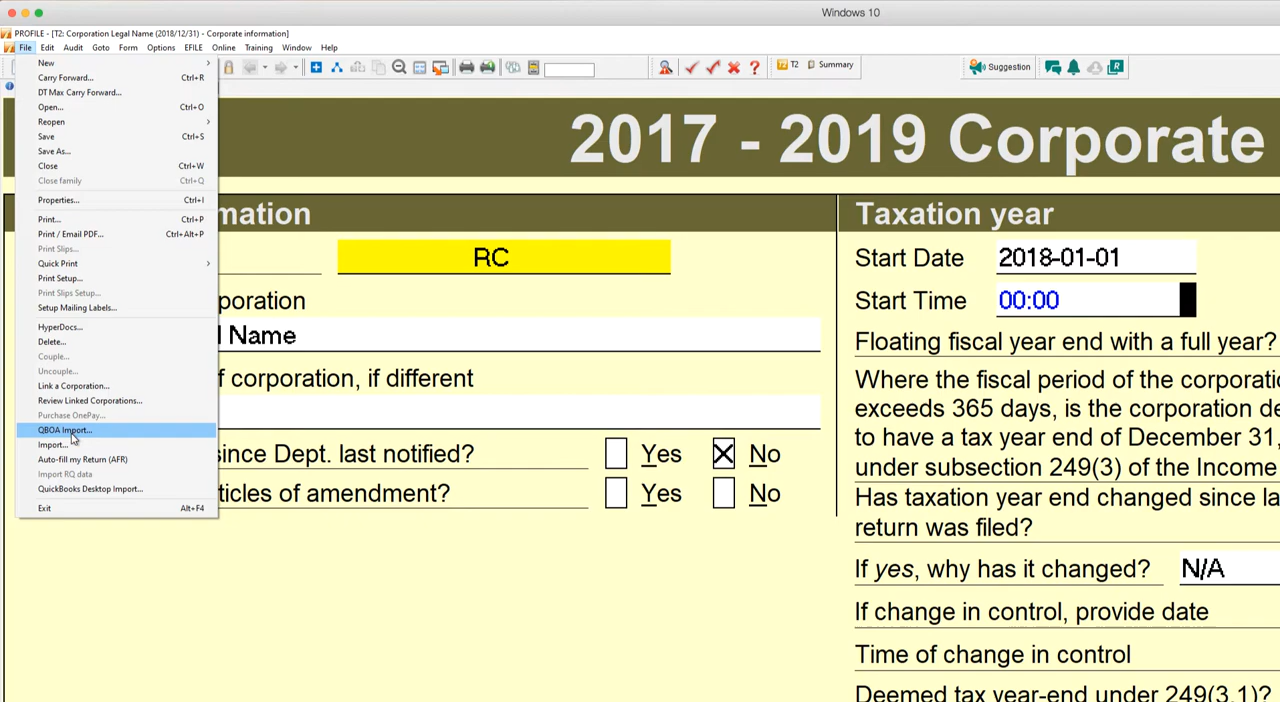 Windows 10
PROFILE - [T2: Corporation Legal Name (2018/12/31) - Corporate information]
File Edit Audit Goto Form Options EFILE Online Training Window Help
T2 Summary Suggestion
New
Carry Forward... Ctrl+R
DT Max Carry Forward...
Open... Ctrl+O
Reopen
Save Ctrl+S
Save As...
Close Ctrl+W
Close family Ctrl+Q
Properties... Ctrl+I
Print... Ctrl+P
Print / Email PDF... Ctrl+Alt+P
Print Slips...
Quick Print
Print Setup...
Print Slips Setup...
Setup Mailing Labels...
HyperDocs...
Delete...
Couple...
Uncouple...
Link a Corporation...
Review Linked Corporations...
Purchase OnePay...
QBOA Import...
Import...
Auto-fill my Return (AFR)
Import RQ data
QuickBooks Desktop Import...
Exit Alt+F4
2017 - 2019 Corporate
mation
RC
poration
l Name
f corporation, if different
since Dept. last notified? Yes No
ticles of amendment? Yes No
Taxation year
Start Date 2018-01-01
Start Time 00:00
Floating fiscal year end with a full year?
Where the fiscal period of the corporatio
exceeds 365 days, is the corporation de
to have a tax year end of December 31,
under subsection 249(3) of the Income
Has taxation year end changed since la
return was filed?
If yes, why has it changed? N/A
If change in control, provide date
Time of change in control
Deemed tax year-end under 249(3.1)?